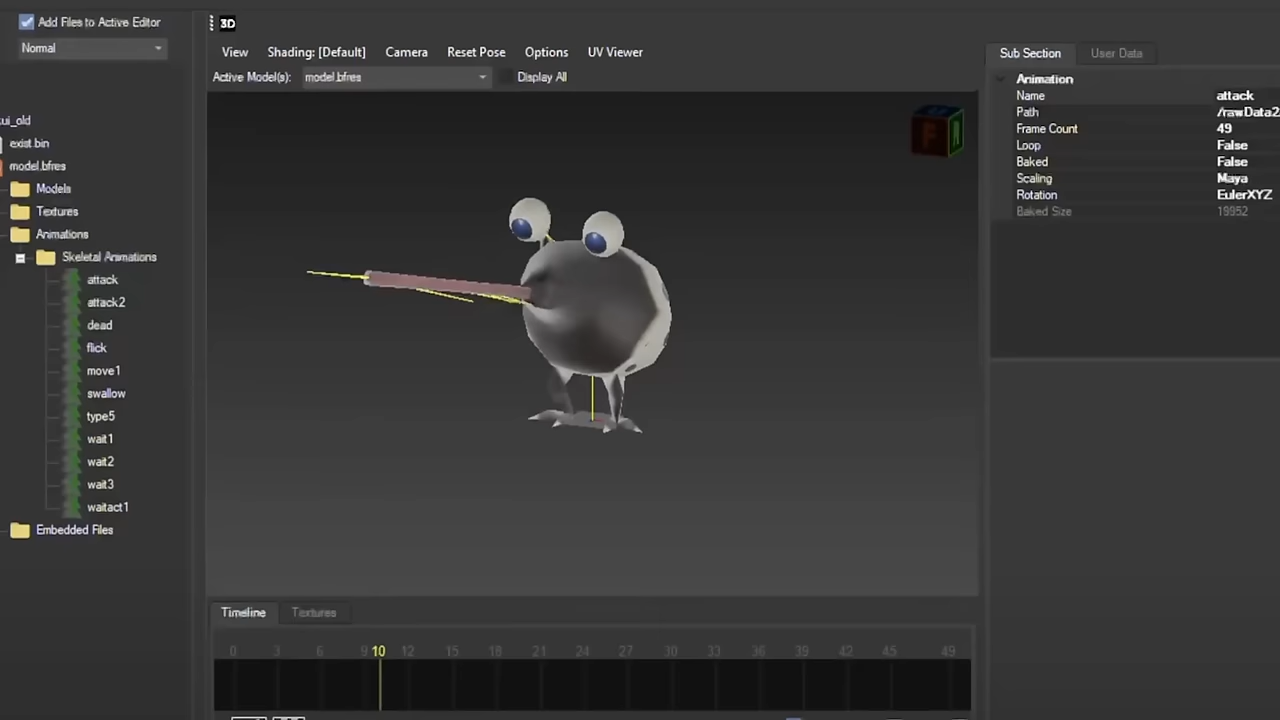 Add Files to Active Editor
Normal
ui_old
exist.bin
model.bfres
Models
Textures
Animations
Skeletal Animations
attack
attack2
dead
flick
move1
swallow
type5
wait1
wait2
wait3
waitact1
Embedded Files
3D
View Shading: [Default] Camera Reset Pose Options UV Viewer
Active Model(s): model.bfres Display All
Timeline Textures
0 3 6 9 10 12 15 18 21 24 27 30 33 36 39 42 45 49
Sub Section User Data
Animation
Name attack
Path /rawData2
Frame Count 49
Loop False
Baked False
Scaling Maya
Rotation EulerXYZ
Baked Size 19952